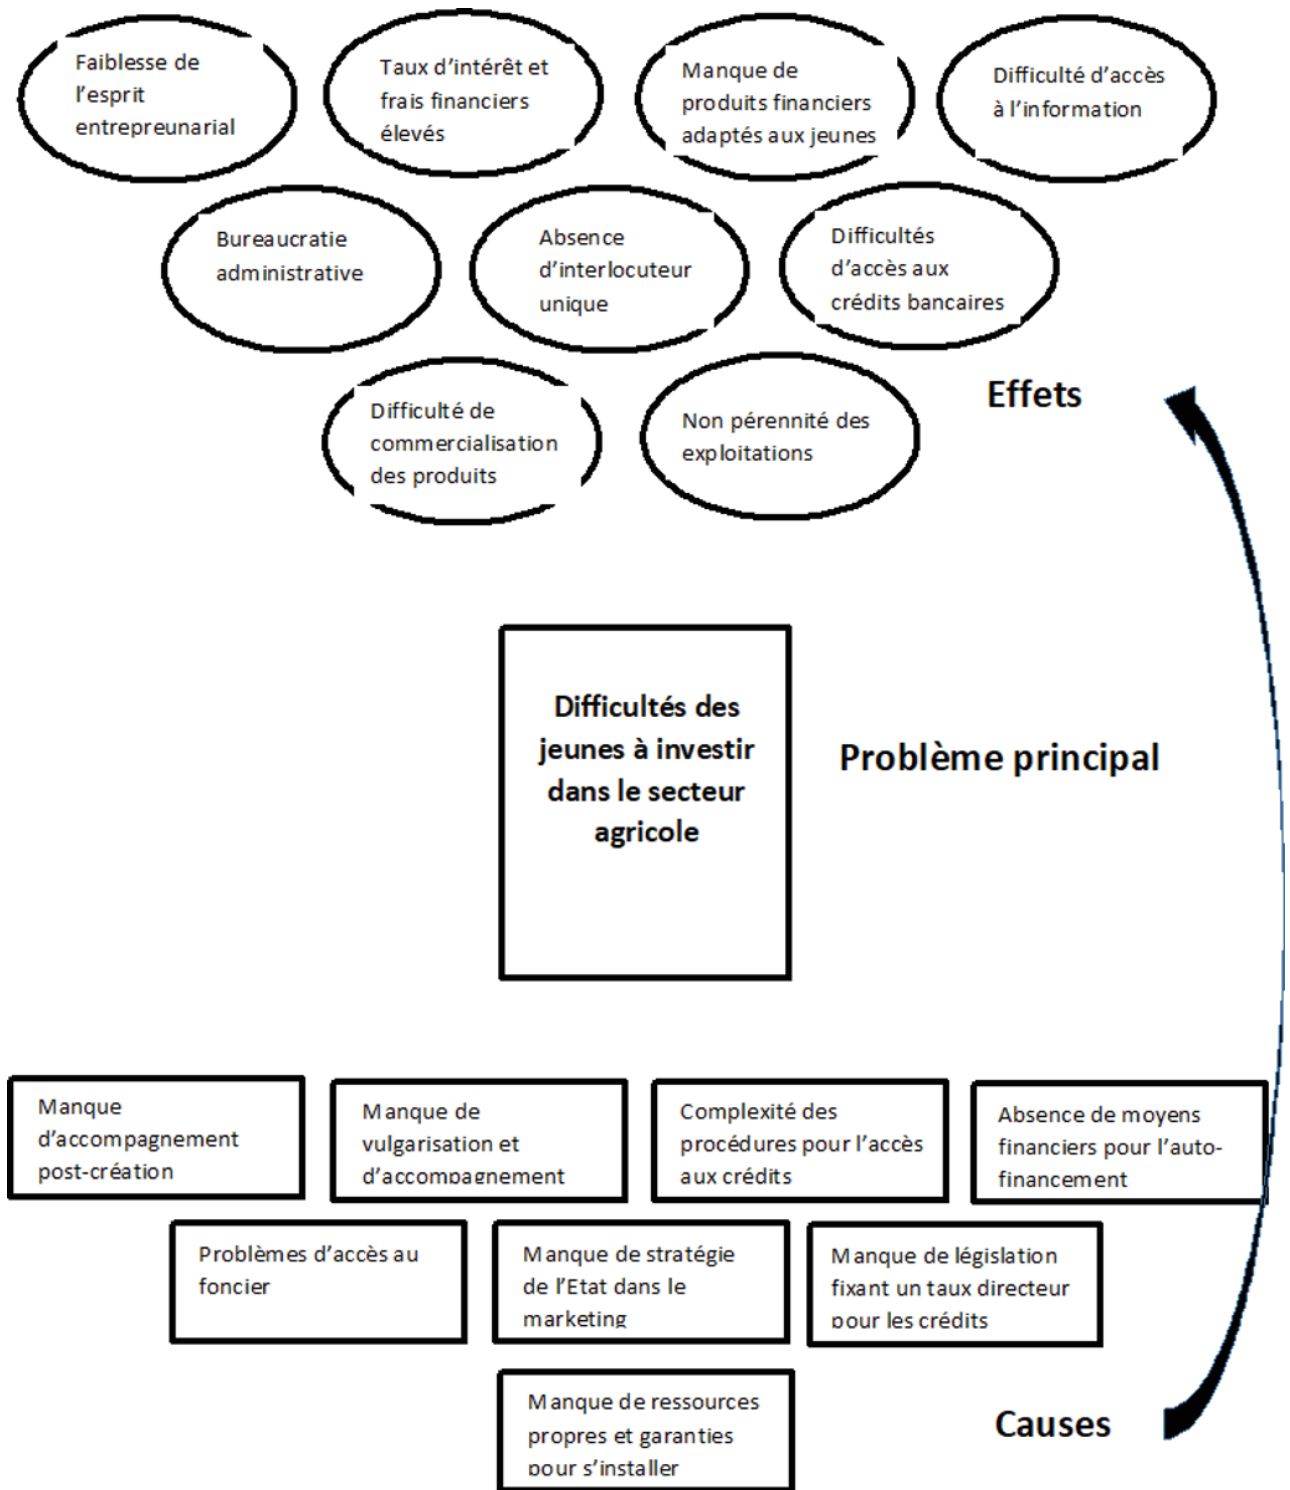 Faiblesse de
l’esprit
entrepreunarial
Taux d’intérêt et
frais financiers
élevés
Manque de
produits financiers
adaptés aux jeunes
Difficulté d’accès
à l’information
Bureaucratie
administrative
Absence
d’interlocuteur
unique
Difficultés
d’accès aux
crédits bancaires
Difficulté de
commercialisation
des produits
Non pérennité des
exploitations
Effets
Difficultés des
jeunes à investir
dans le secteur
agricole
Problème principal
Manque
d’accompagnement
post-création
Manque de
vulgarisation et
d’accompagnement
Complexité des
procédures pour l’accès
aux crédits
Absence de moyens
financiers pour l’auto-
financement
Problèmes d’accès au
foncier
Manque de stratégie
de l’Etat dans le
marketing
Manque de législation
fixant un taux directeur
pour les crédits
Manque de ressources
propres et garanties
pour s’installer
Causes